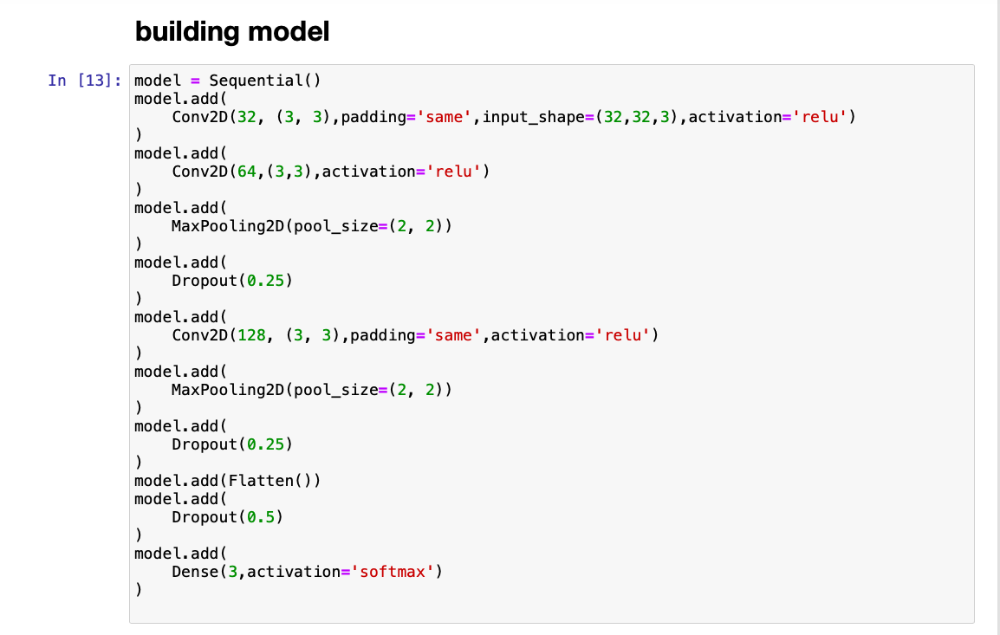 building model
In [13]:
model = Sequential()
model.add(
    Conv2D(32, (3, 3),padding='same',input_shape=(32,32,3),activation='relu')
)
model.add(
    Conv2D(64,(3,3),activation='relu')
)
model.add(
    MaxPooling2D(pool_size=(2, 2))
)
model.add(
    Dropout(0.25)
)
model.add(
    Conv2D(128, (3, 3),padding='same',activation='relu')
)
model.add(
    MaxPooling2D(pool_size=(2, 2))
)
model.add(
    Dropout(0.25)
)
model.add(Flatten())
model.add(
    Dropout(0.5)
)
model.add(
    Dense(3,activation='softmax')
)